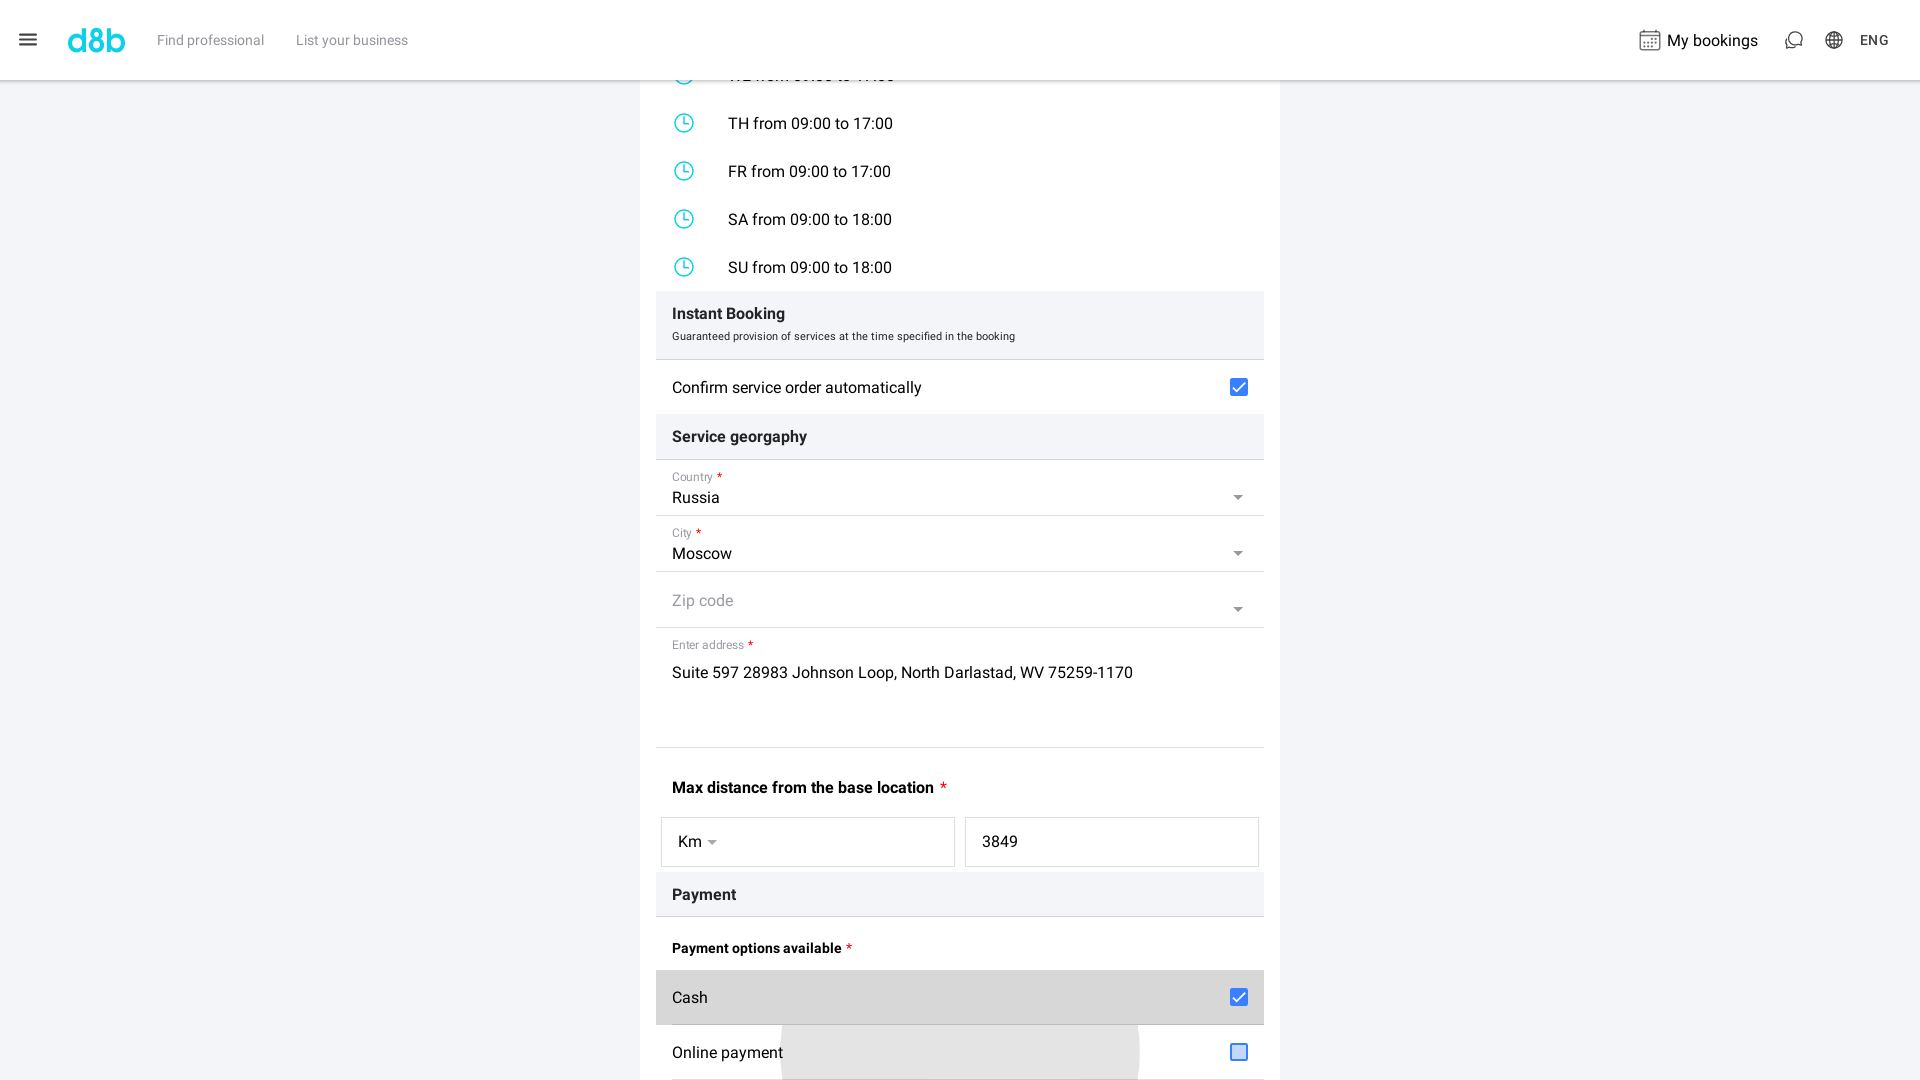 d8b
Find professional
List your business
My bookings
ENG
TH from 09:00 to 17:00
FR from 09:00 to 17:00
SA from 09:00 to 18:00
SU from 09:00 to 18:00
Instant Booking
Guaranteed provision of services at the time specified in the booking
Confirm service order automatically
Service georgaphy
Country *
Russia
City *
Moscow
Zip code
Enter address *
Suite 597 28983 Johnson Loop, North Darlastad, WV 75259-1170
Max distance from the base location *
Km
3849
Payment
Payment options available *
Cash
Online payment